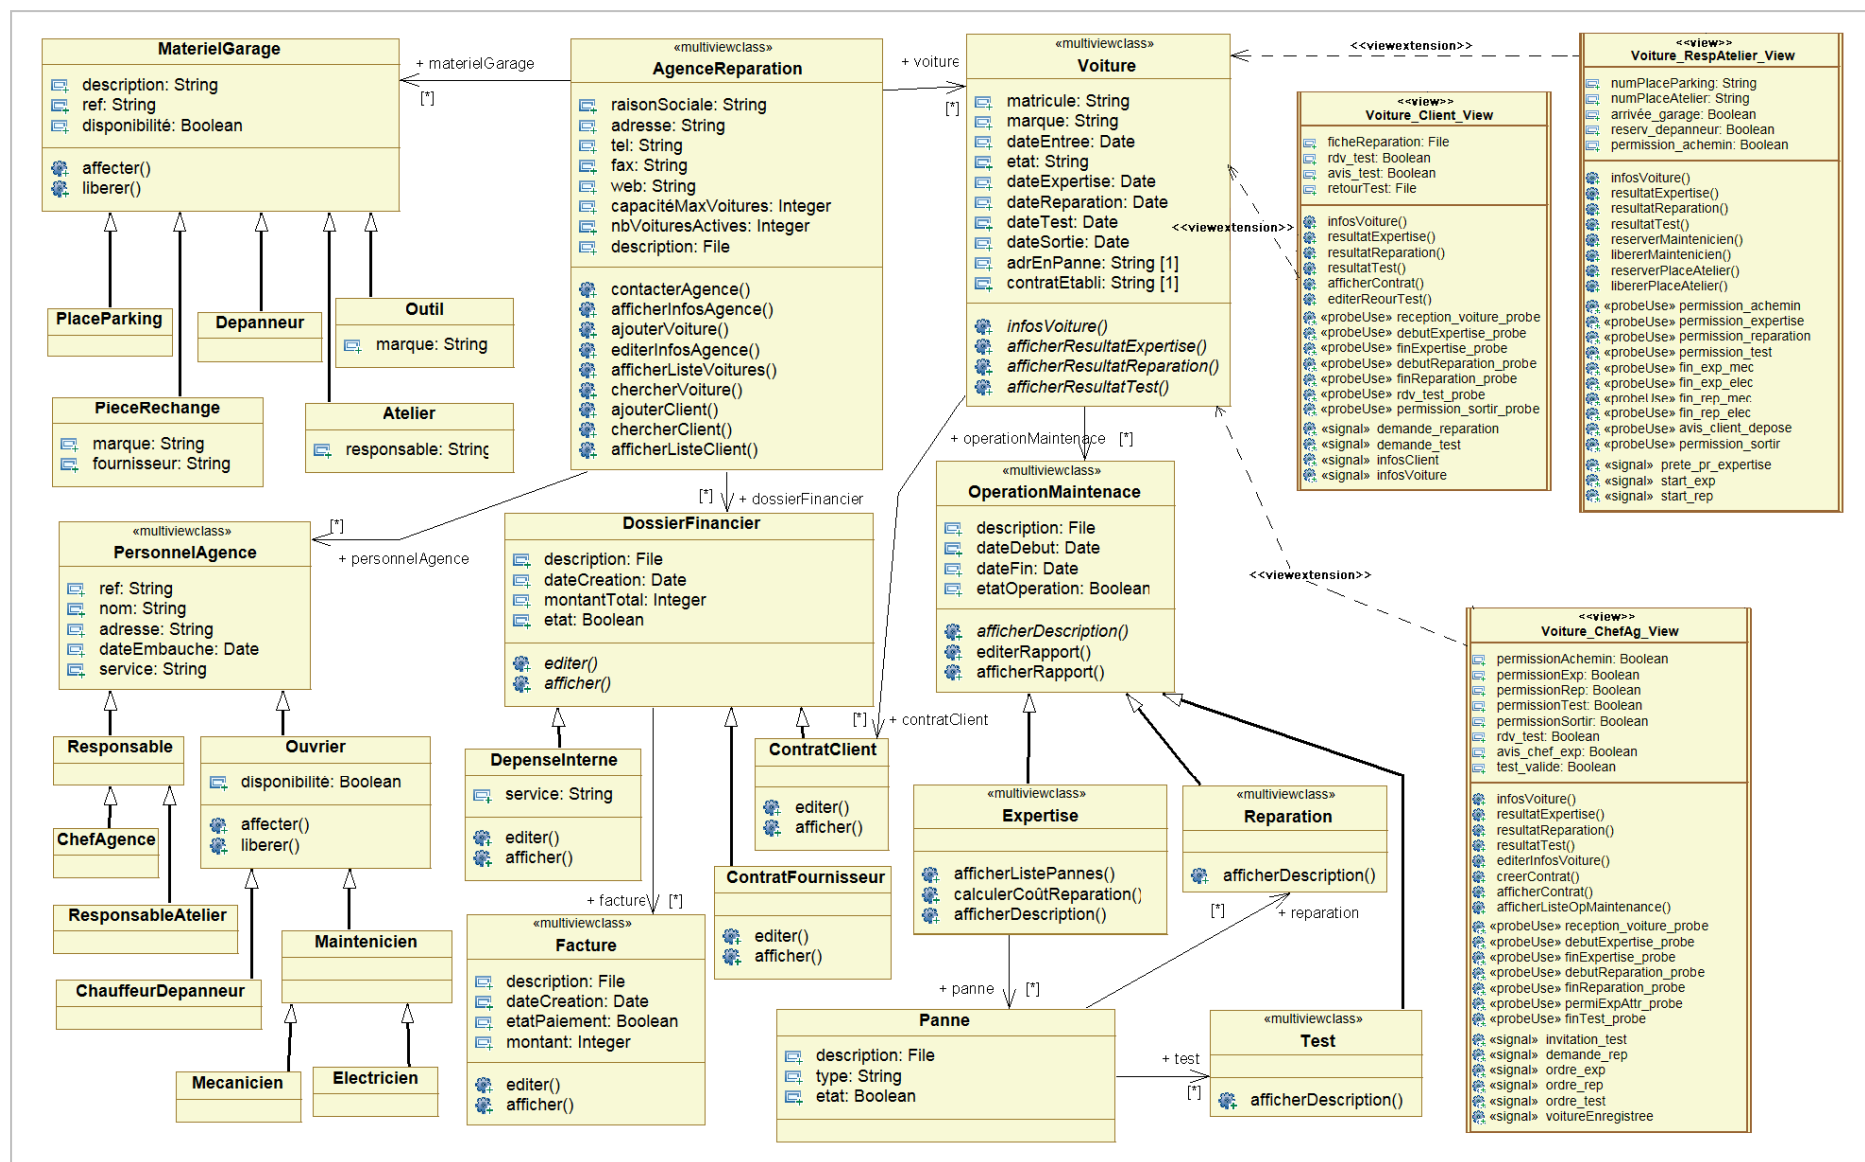 MaterielGarage
description: String
ref: String
disponibilité: Boolean
affecter()
liberer()
+ materielGarage
[*]
«multiviewclass»
AgenceReparation
raisonSociale: String
adresse: String
tel: String
fax: String
web: String
capacitéMaxVoitures: Integer
nbVoituresActives: Integer
description: File
contacterAgence()
afficherInfosAgence()
ajouterVoiture()
editerInfosAgence()
afficherListeVoitures()
chercherVoiture()
ajouterClient()
chercherClient()
afficherListeClient()
+ voiture
[*]
«multiviewclass»
Voiture
matricule: String
marque: String
dateEntree: Date
etat: String
dateExpertise: Date
dateReparation: Date
dateTest: Date
dateSortie: Date
adrEnPanne: String [1]
contratEtabli: String [1]
infosVoiture()
afficherResultatExpertise()
afficherResultatReparation()
afficherResultatTest()
<<viewextension>>
<<viewextension>>
<<view>>
Voiture_Client_View
ficheReparation: File
rdv_test: Boolean
avis_test: Boolean
retourTest: File
infosVoiture()
resultatExpertise()
resultatReparation()
resultatTest()
afficherContrat()
editerReourTest()
«probeUse» reception_voiture_probe
«probeUse» debutExpertise_probe
«probeUse» finExpertise_probe
«probeUse» debutReparation_probe
«probeUse» finReparation_probe
«probeUse» rdv_test_probe
«probeUse» permission_sortir_probe
«signal» demande_reparation
«signal» demande_test
«signal» infosClient
«signal» infosVoiture
<<view>>
Voiture_RespAtelier_View
numPlaceParking: String
numPlaceAtelier: String
arrivée_garage: Boolean
reserv_depanneur: Boolean
permission_achemin: Boolean
infosVoiture()
resultatExpertise()
resultatReparation()
resultatTest()
reserverMaintenicien()
libererMaintenicien()
reserverPlaceAtelier()
libererPlaceAtelier()
«probeUse» permission_achemin
«probeUse» permission_expertise
«probeUse» permission_reparation
«probeUse» permission_test
«probeUse» fin_exp_mec
«probeUse» fin_exp_elec
«probeUse» fin_rep_mec
«probeUse» fin_rep_elec
«probeUse» avis_client_depose
«probeUse» permission_sortir
«signal» prete_pr_expertise
«signal» start_exp
«signal» start_rep
PlaceParking
Depanneur
Outil
marque: String
PieceRechange
marque: String
fournisseur: String
Atelier
responsable: String
+ operationMaintenace [*]
[*] + dossierFinancier
[*]
+ personnelAgence
«multiviewclass»
PersonnelAgence
ref: String
nom: String
adresse: String
dateEmbauche: Date
service: String
DossierFinancier
description: File
dateCreation: Date
montantTotal: Integer
etat: Boolean
editer()
afficher()
«multiviewclass»
OperationMaintenace
description: File
dateDebut: Date
dateFin: Date
etatOperation: Boolean
afficherDescription()
editerRapport()
afficherRapport()
<<viewextension>>
<<view>>
Voiture_ChefAg_View
permissionAchemin: Boolean
permissionExp: Boolean
permissionRep: Boolean
permissionTest: Boolean
permissionSortir: Boolean
rdv_test: Boolean
avis_chef_exp: Boolean
test_valide: Boolean
infosVoiture()
resultatExpertise()
resultatReparation()
resultatTest()
editerInfosVoiture()
creerContrat()
afficherContrat()
afficherListeOpMaintenance()
«probeUse» reception_voiture_probe
«probeUse» debutExpertise_probe
«probeUse» finExpertise_probe
«probeUse» debutReparation_probe
«probeUse» finReparation_probe
«probeUse» permiExpAttr_probe
«probeUse» finTest_probe
«signal» invitation_test
«signal» demande_rep
«signal» ordre_exp
«signal» ordre_rep
«signal» ordre_test
«signal» voitureEnregistree
[*] + contratClient
Responsable
Ouvrier
disponibilité: Boolean
affecter()
liberer()
ChefAgence
ResponsableAtelier
Maintenicien
ChauffeurDepanneur
Mecanicien
Electricien
DepenseInterne
service: String
editer()
afficher()
ContratClient
editer()
afficher()
ContratFournisseur
editer()
afficher()
+ facture [*]
«multiviewclass»
Facture
description: File
dateCreation: Date
etatPaiement: Boolean
montant: Integer
editer()
afficher()
«multiviewclass»
Expertise
afficherListePannes()
calculerCoûtReparation()
afficherDescription()
«multiviewclass»
Reparation
afficherDescription()
[*]
+ reparation
+ panne [*]
Panne
description: File
type: String
etat: Boolean
+ test
[*]
«multiviewclass»
Test
afficherDescription()